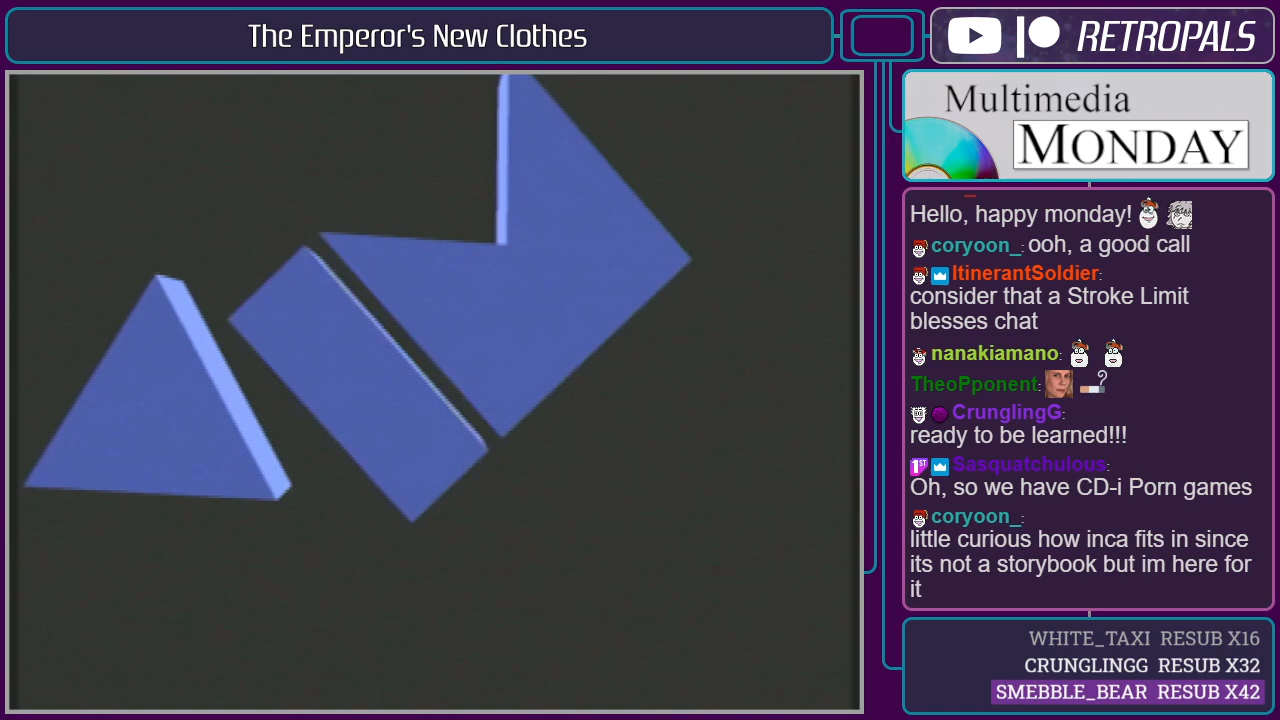 The Emperor's New Clothes
RETROPALS
Multimedia
MONDAY
Hello, happy monday!
coryoon_: ooh, a good call
ItinerantSoldier:
consider that a Stroke Limit
blesses chat
nanakiamano:
TheoPponent:
CrunglingG:
ready to be learned!!!
1ST Sasquatchulous:
Oh, so we have CD-i Porn games
coryoon_:
little curious how inca fits in since
its not a storybook but im here for
it
WHITE_TAXI RESUB X16
CRUNGLINGG RESUB X32
SMEBBLE_BEAR RESUB X42